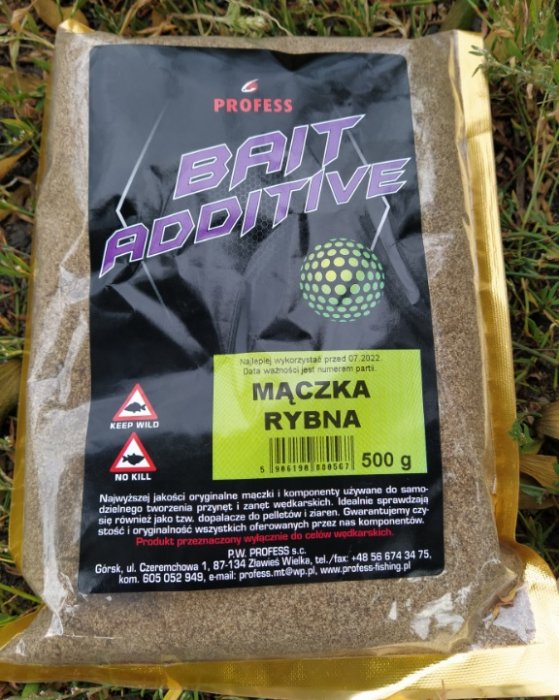 PROFESS
BAIT
ADDITIVE
Najlepiej wykorzystać przed 07.2022
Data ważności jest numerem partii.
MĄCZKA
RYBNA
5 906190 000567
500 g
KEEP WILD
NO KILL
Najwyższej jakości oryginalne mączki i komponenty używane do samo-
dzielnego tworzenia przynęt i zanęt wędkarskich. Idealnie sprawdzają
się również jako tzw. dopalacze do pelletów i ziaren. Gwarantujemy czy-
stość i oryginalność wszystkich oferowanych przez nas komponentów.
Produkt przeznaczony wyłącznie do celów wędkarskich.
P.W. PROFESS s.c.
Górsk, ul. Czeremchowa 1, 87-134 Zławieś Wielka, tel./fax: +48 56 674 34 75,
kom. 605 052 949, e-mail: profess.mt@wp.pl, www.profess-fishing.pl